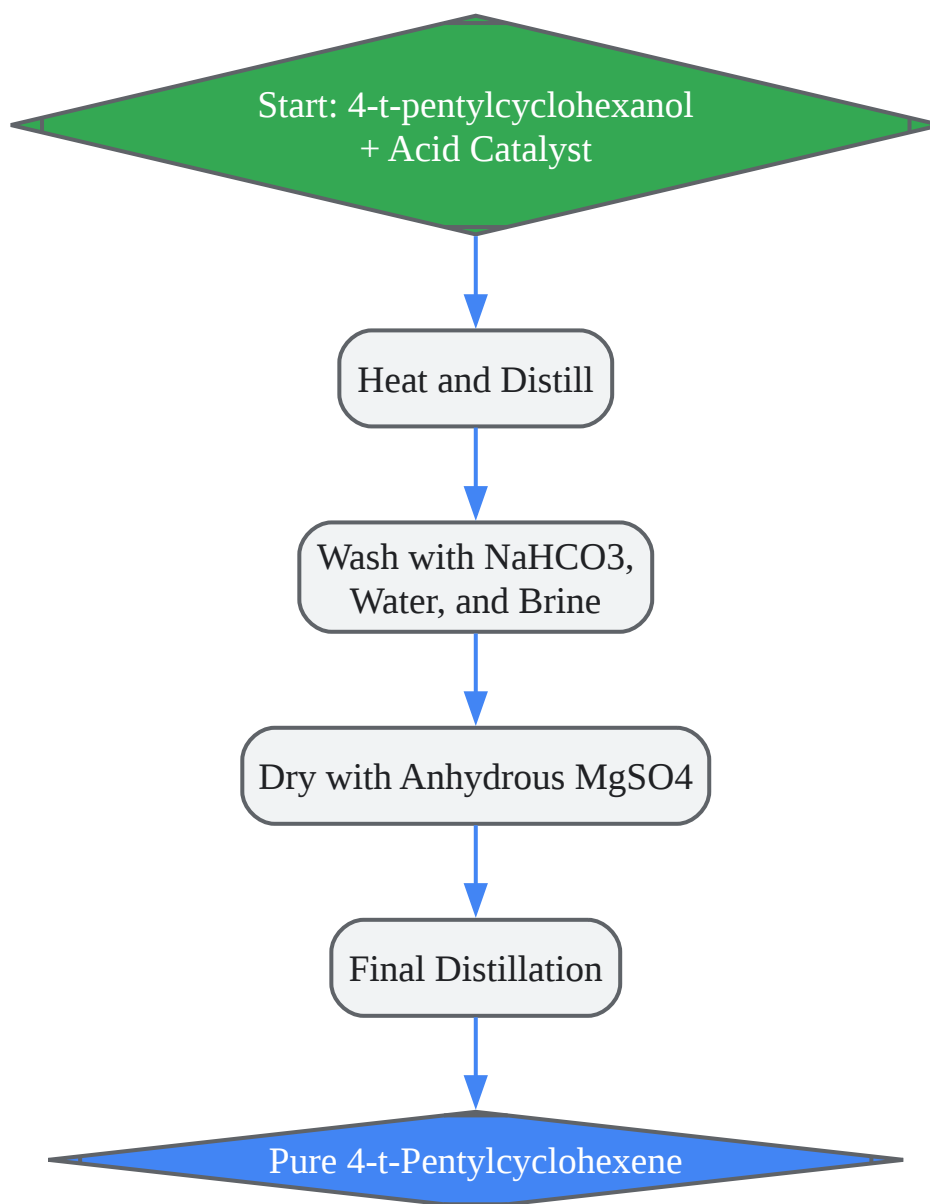 Start: 4-t-pentylcyclohexanol
+ Acid Catalyst
Heat and Distill
Wash with NaHCO3,
Water, and Brine
Dry with Anhydrous MgSO4
Final Distillation
Pure 4-t-Pentylcyclohexene